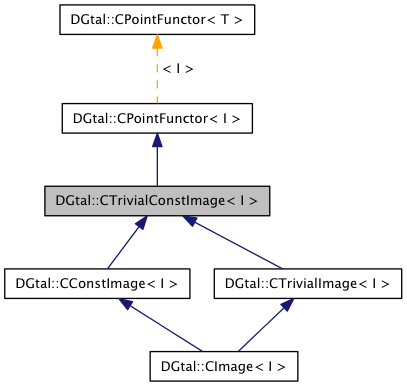 DGtal::CPointFunctor< T >
< I >
DGtal::CPointFunctor< I >
DGtal::CTrivialConstImage< I >
DGtal::CConstImage< I >
DGtal::CTrivialImage< I >
DGtal::CImage< I >